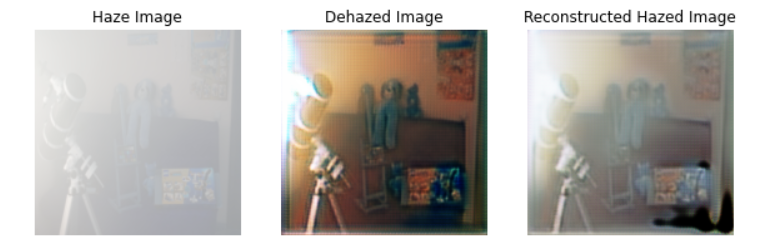 Haze Image
Dehazed Image
Reconstructed Hazed Image